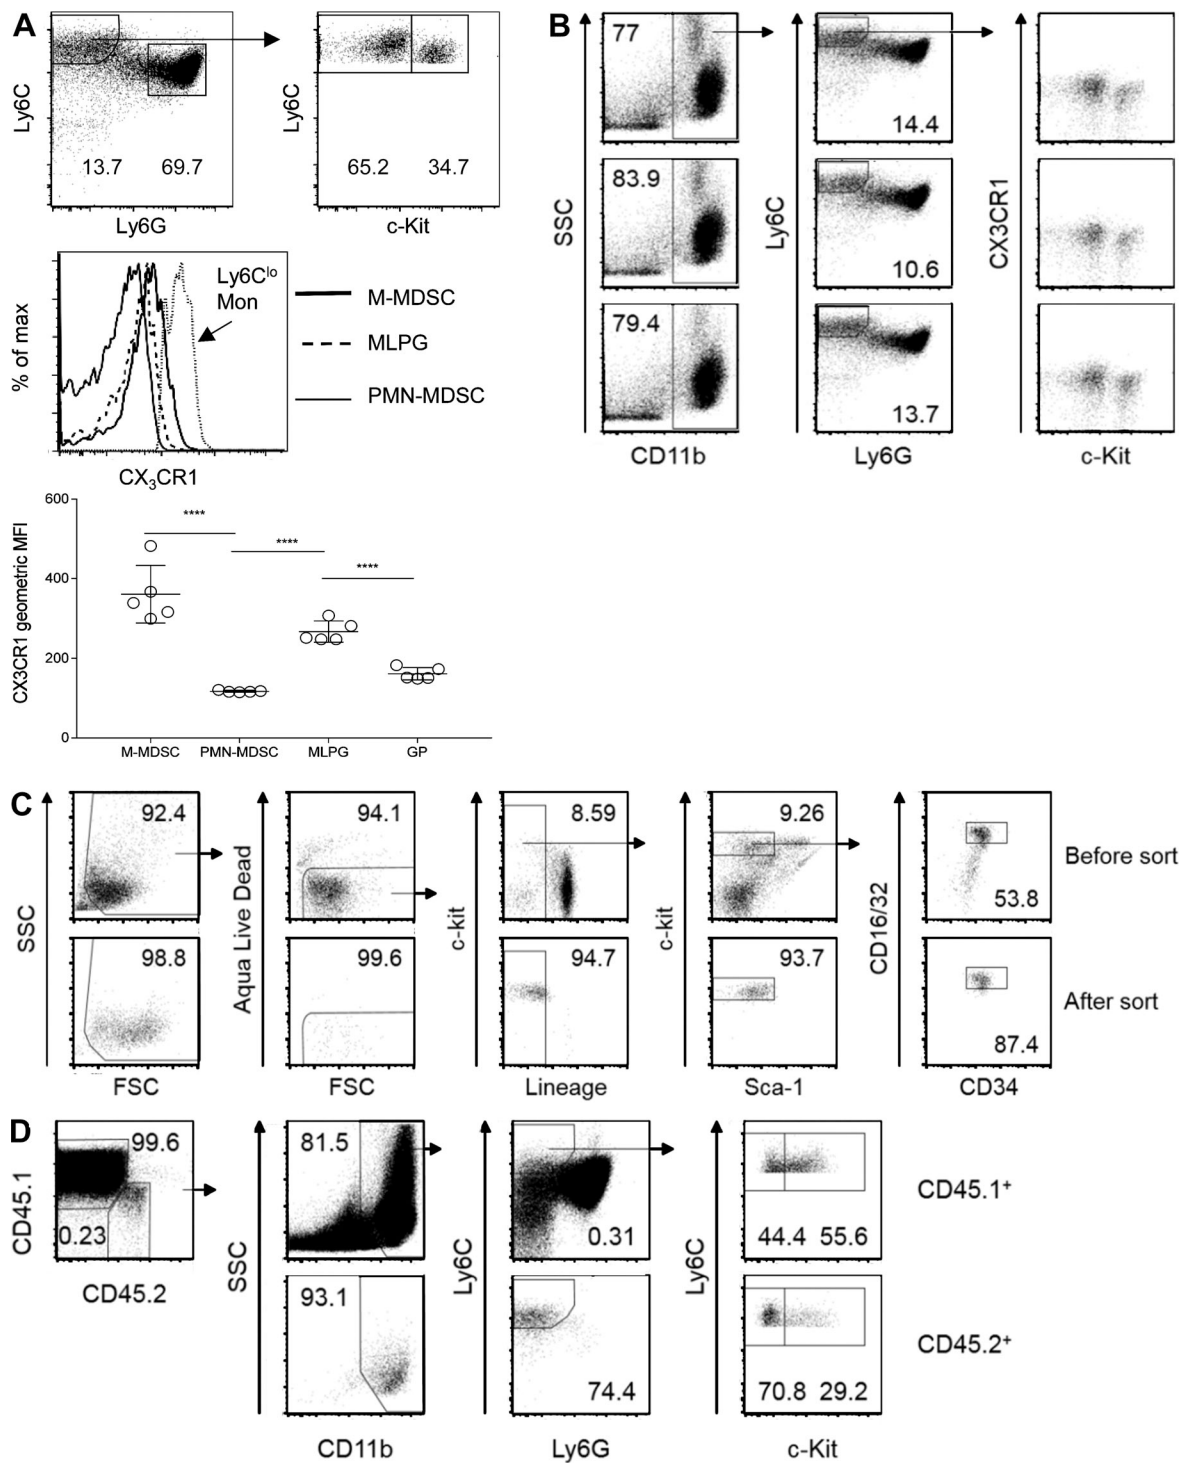 A
Ly6C
13.7 69.7
Ly6G
Ly6C
65.2 34.7
c-Kit
% of max
Ly6Clo
Mon
M-MDSC
MLPG
PMN-MDSC
CX3CR1
CX3CR1 geometric MFI
600
400
200
0
****
****
****
M-MDSC PMN-MDSC MLPG GP
B
SSC
77
83.9
79.4
CD11b
Ly6C
14.4
10.6
13.7
Ly6G
CX3CR1
c-Kit
C
SSC
92.4
98.8
FSC
Aqua Live Dead
94.1
99.6
FSC
c-kit
8.59
94.7
Lineage
c-kit
9.26
93.7
Sca-1
CD16/32
53.8
87.4
CD34
Before sort
After sort
D
CD45.1
99.6
0.23
CD45.2
SSC
81.5
93.1
CD11b
Ly6C
0.31
74.4
Ly6G
Ly6C
44.4 55.6
70.8 29.2
c-Kit
CD45.1+
CD45.2+